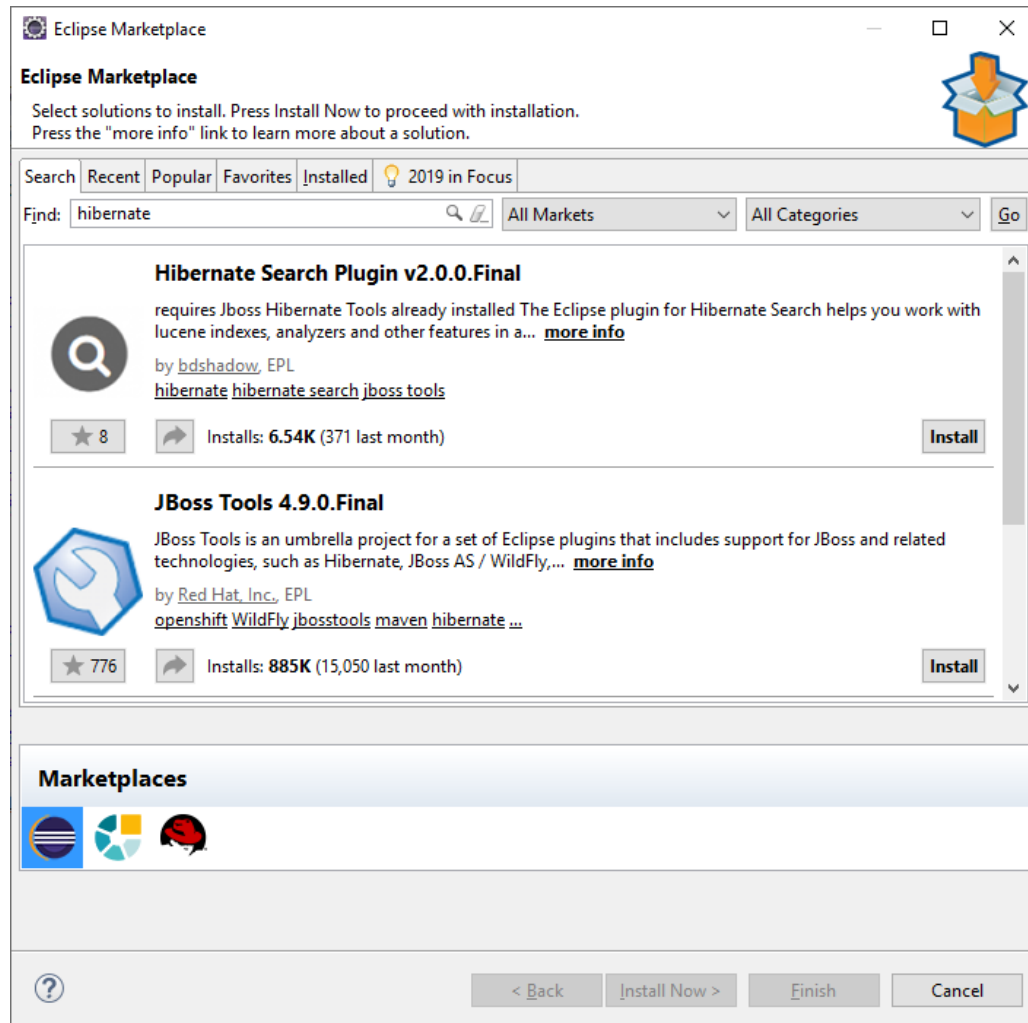 Eclipse Marketplace
Eclipse Marketplace
Select solutions to install. Press Install Now to proceed with installation.
Press the "more info" link to learn more about a solution.
Search Recent Popular Favorites Installed 2019 in Focus
Find: hibernate All Markets All Categories Go
Hibernate Search Plugin v2.0.0.Final
requires Jboss Hibernate Tools already installed The Eclipse plugin for Hibernate Search helps you work with
lucene indexes, analyzers and other features in a... more info
by bdshadow, EPL
hibernate hibernate search jboss tools
8 Installs: 6.54K (371 last month) Install
JBoss Tools 4.9.0.Final
JBoss Tools is an umbrella project for a set of Eclipse plugins that includes support for JBoss and related
technologies, such as Hibernate, JBoss AS / WildFly,... more info
by Red Hat, Inc., EPL
openshift WildFly jbosstools maven hibernate ...
776 Installs: 885K (15,050 last month) Install
Marketplaces
? < Back Install Now > Finish Cancel